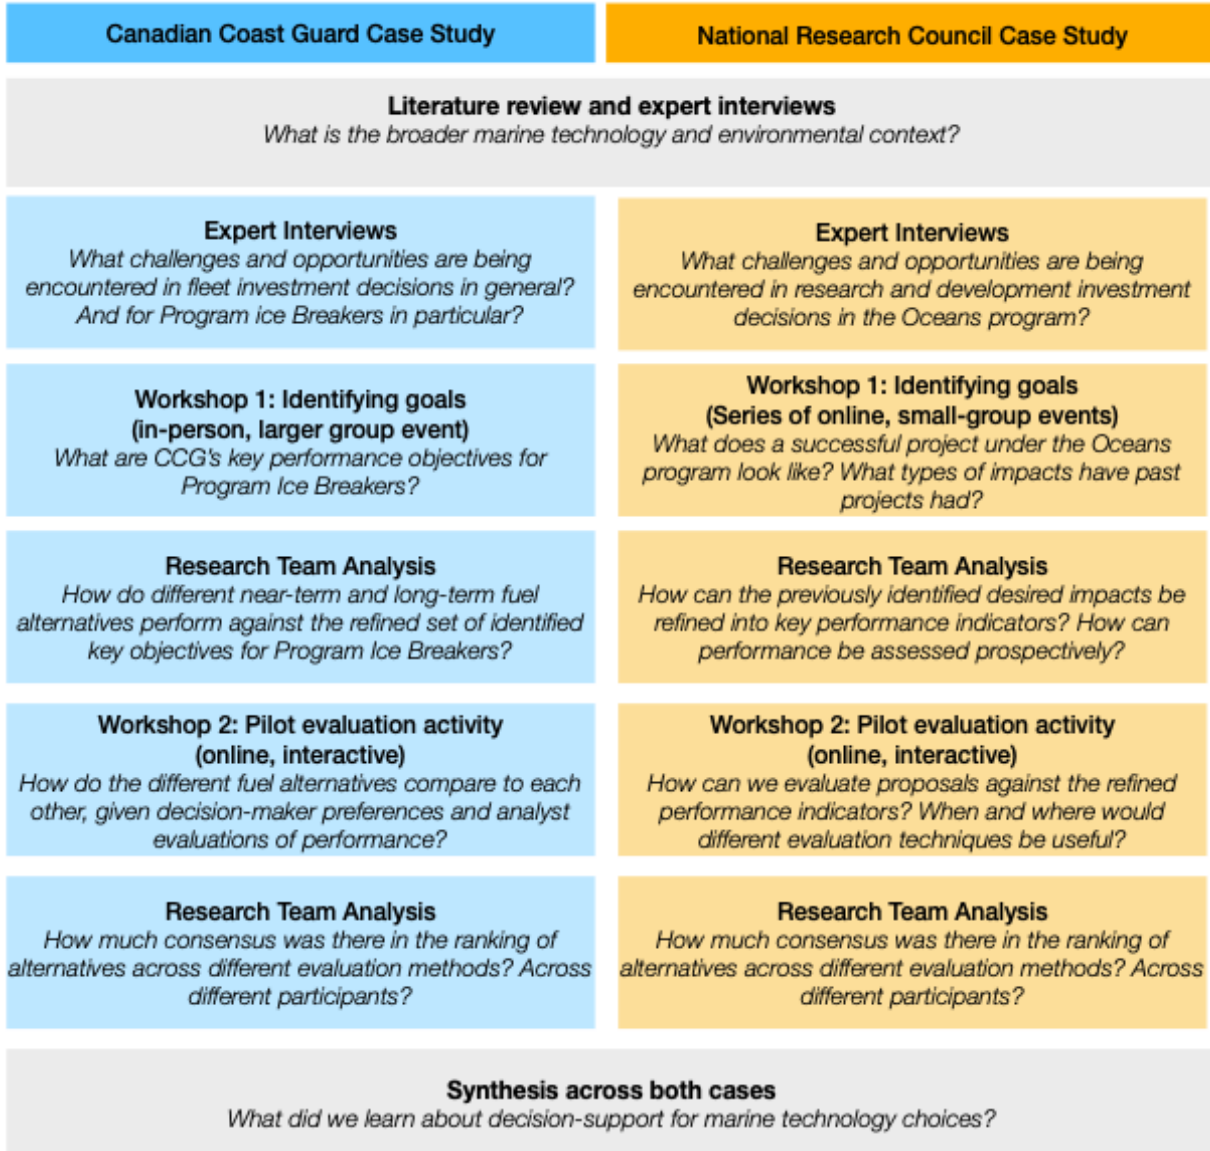 Canadian Coast Guard Case Study
National Research Council Case Study
Literature review and expert interviews
What is the broader marine technology and environmental context?
Expert Interviews
What challenges and opportunities are being
encountered in fleet investment decisions in general?
And for Program ice Breakers in particular?
Expert Interviews
What challenges and opportunities are being
encountered in research and development investment
decisions in the Oceans program?
Workshop 1: Identifying goals
(in-person, larger group event)
What are CCG's key performance objectives for
Program Ice Breakers?
Workshop 1: Identifying goals
(Series of online, small-group events)
What does a successful project under the Oceans
program look like? What types of impacts have past
projects had?
Research Team Analysis
How do different near-term and long-term fuel
alternatives perform against the refined set of identified
key objectives for Program Ice Breakers?
Research Team Analysis
How can the previously identified desired impacts be
refined into key performance indicators? How can
performance be assessed prospectively?
Workshop 2: Pilot evaluation activity
(online, interactive)
How do the different fuel alternatives compare to each
other, given decision-maker preferences and analyst
evaluations of performance?
Workshop 2: Pilot evaluation activity
(online, interactive)
How can we evaluate proposals against the refined
performance indicators? When and where would
different evaluation techniques be useful?
Research Team Analysis
How much consensus was there in the ranking of
alternatives across different evaluation methods? Across
different participants?
Research Team Analysis
How much consensus was there in the ranking of
alternatives across different evaluation methods? Across
different participants?
Synthesis across both cases
What did we learn about decision-support for marine technology choices?